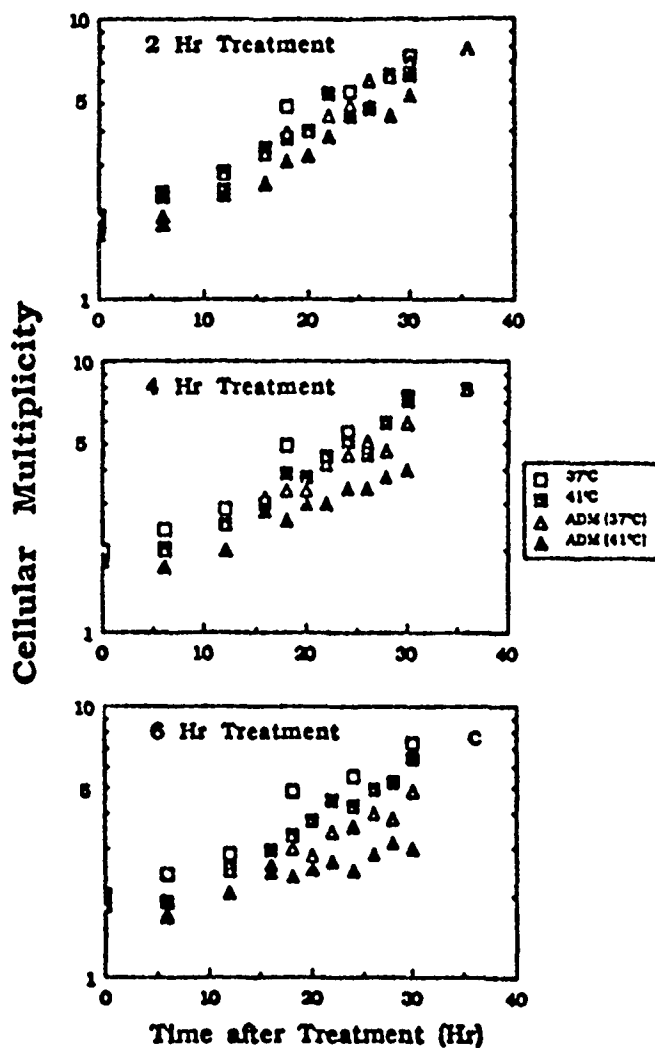 10
2 Hr Treatment
A
5
1
0
10
20
30
40
Cellular Multiplicity
10
4 Hr Treatment
B
5
1
0
10
20
30
40
37°C
41°C
ADM (37°C)
ADM (41°C)
10
6 Hr Treatment
C
5
1
0
10
20
30
40
Time after Treatment (Hr)